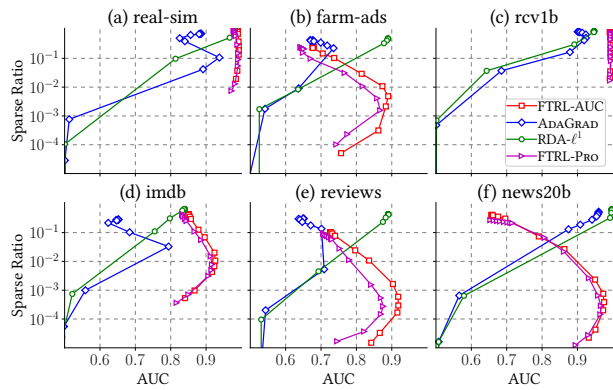 (a) real-sim
(b) farm-ads
(c) rcv1b
Sparse Ratio
10⁻¹
10⁻²
10⁻³
10⁻⁴
FTRL-AUC
AdaGrad
RDA-ℓ¹
FTRL-Pro
(d) imdb
(e) reviews
(f) news20b
Sparse Ratio
10⁻¹
10⁻²
10⁻³
10⁻⁴
0.6 0.7 0.8 0.9
0.6 0.7 0.8 0.9
0.6 0.7 0.8 0.9
AUC
AUC
AUC